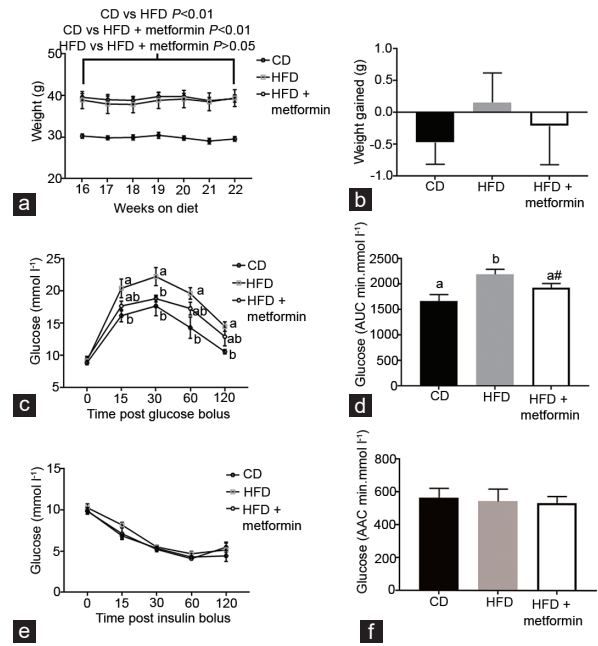 CD vs HFD P<0.01
CD vs HFD + metformin P<0.01
HFD vs HFD + metformin P>0.05
50
40
30
20
Weight (g)
16 17 18 19 20 21 22
Weeks on diet
CD
HFD
HFD +
metformin
a
1.0
0.5
0.0
-0.5
-1.0
Weight gained (g)
CD HFD HFD +
metformin
b
25
20
15
10
5
Glucose (mmol l-1)
a a a a
ab b ab ab
b b b b
0 15 30 60 120
Time post glucose bolus
CD
HFD
HFD +
metformin
c
2500
2000
1500
1000
500
0
Glucose (AUC min.mmol l-1)
a b a#
CD HFD HFD +
metformin
d
15
10
5
0
Glucose (mmol l-1)
0 15 30 60 120
Time post insulin bolus
CD
HFD
HFD +
metformin
e
800
600
400
200
0
Glucose (AAC min.mmol l-1)
CD HFD HFD +
metformin
f